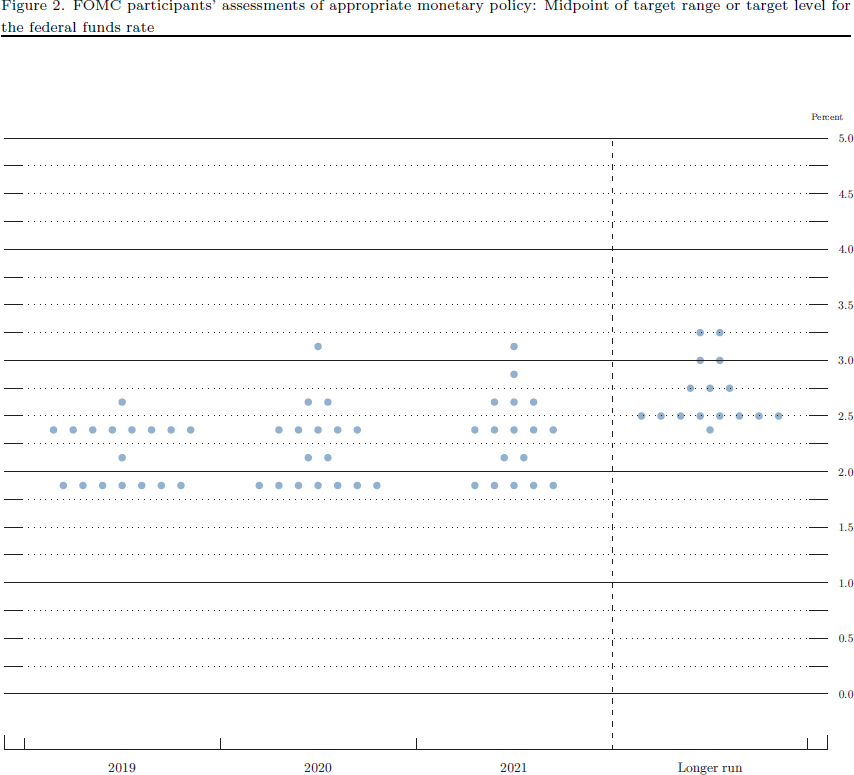 Figure 2. FOMC participants' assessments of appropriate monetary policy: Midpoint of target range or target level for
the federal funds rate
Percent
5.0
4.5
4.0
3.5
3.0
2.5
2.0
1.5
1.0
0.5
0.0
2019 2020 2021 Longer run